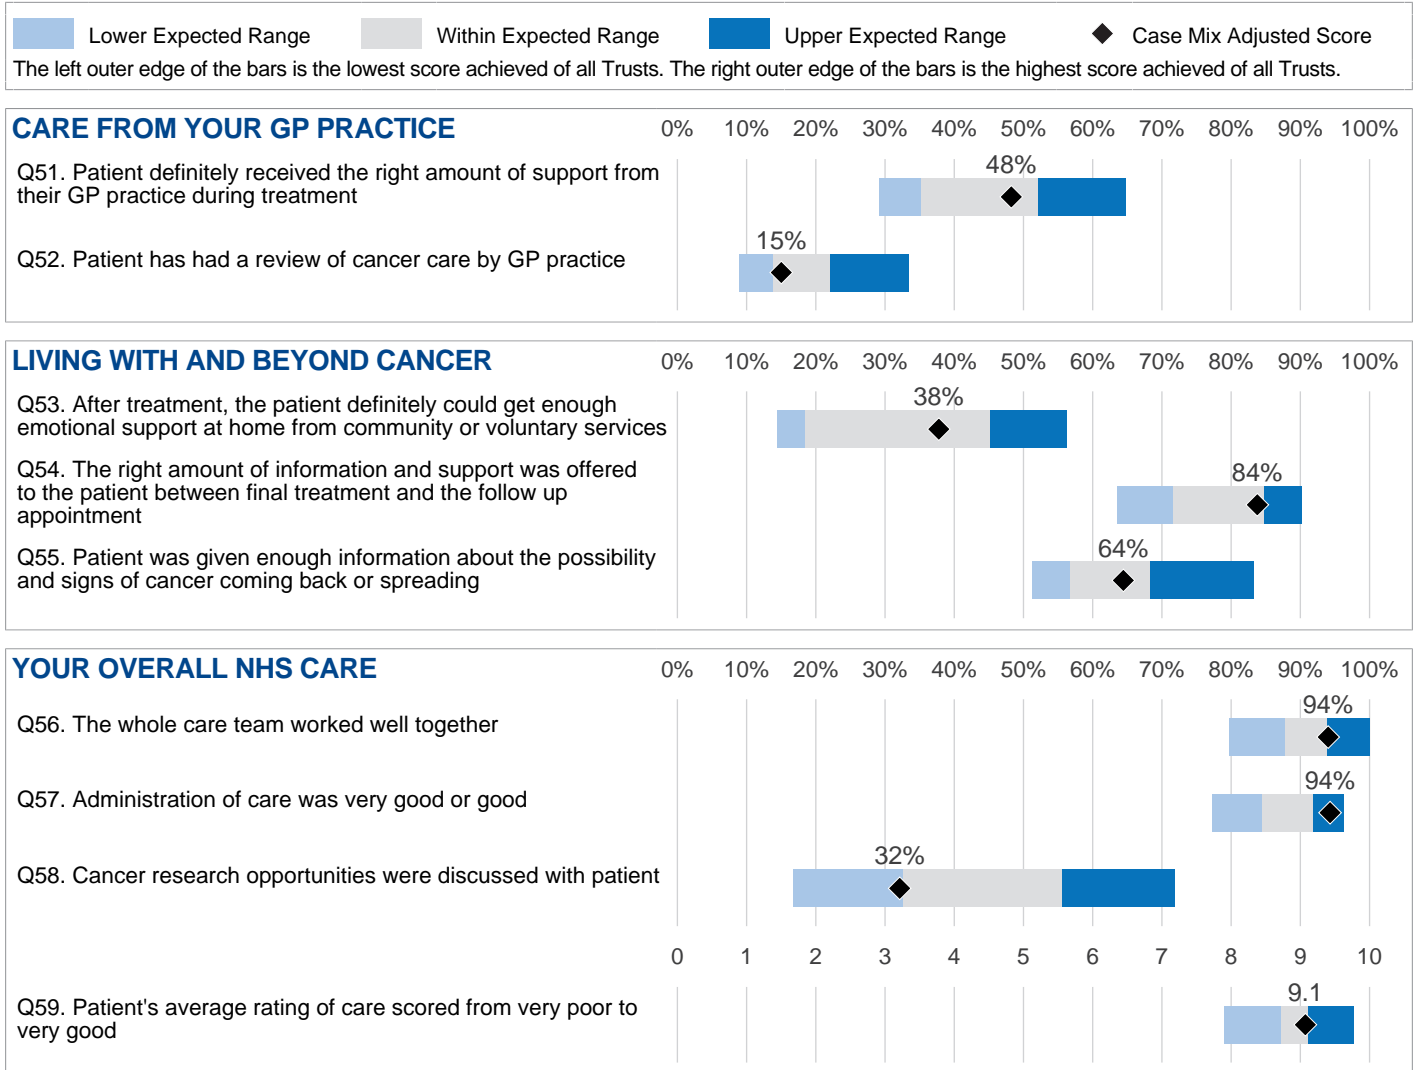 Lower Expected Range Within Expected Range Upper Expected Range Case Mix Adjusted Score
The left outer edge of the bars is the lowest score achieved of all Trusts. The right outer edge of the bars is the highest score achieved of all Trusts.
CARE FROM YOUR GP PRACTICE 0% 10% 20% 30% 40% 50% 60% 70% 80% 90% 100%
48%
Q51. Patient definitely received the right amount of support from
their GP practice during treatment
15%
Q52. Patient has had a review of cancer care by GP practice
LIVING WITH AND BEYOND CANCER 0% 10% 20% 30% 40% 50% 60% 70% 80% 90% 100%
38%
Q53. After treatment, the patient definitely could get enough
emotional support at home from community or voluntary services
84%
Q54. The right amount of information and support was offered
to the patient between final treatment and the follow up
appointment
64%
Q55. Patient was given enough information about the possibility
and signs of cancer coming back or spreading
YOUR OVERALL NHS CARE 0% 10% 20% 30% 40% 50% 60% 70% 80% 90% 100%
94%
Q56. The whole care team worked well together
94%
Q57. Administration of care was very good or good
32%
Q58. Cancer research opportunities were discussed with patient
0 1 2 3 4 5 6 7 8 9 10
9.1
Q59. Patient's average rating of care scored from very poor to
very good